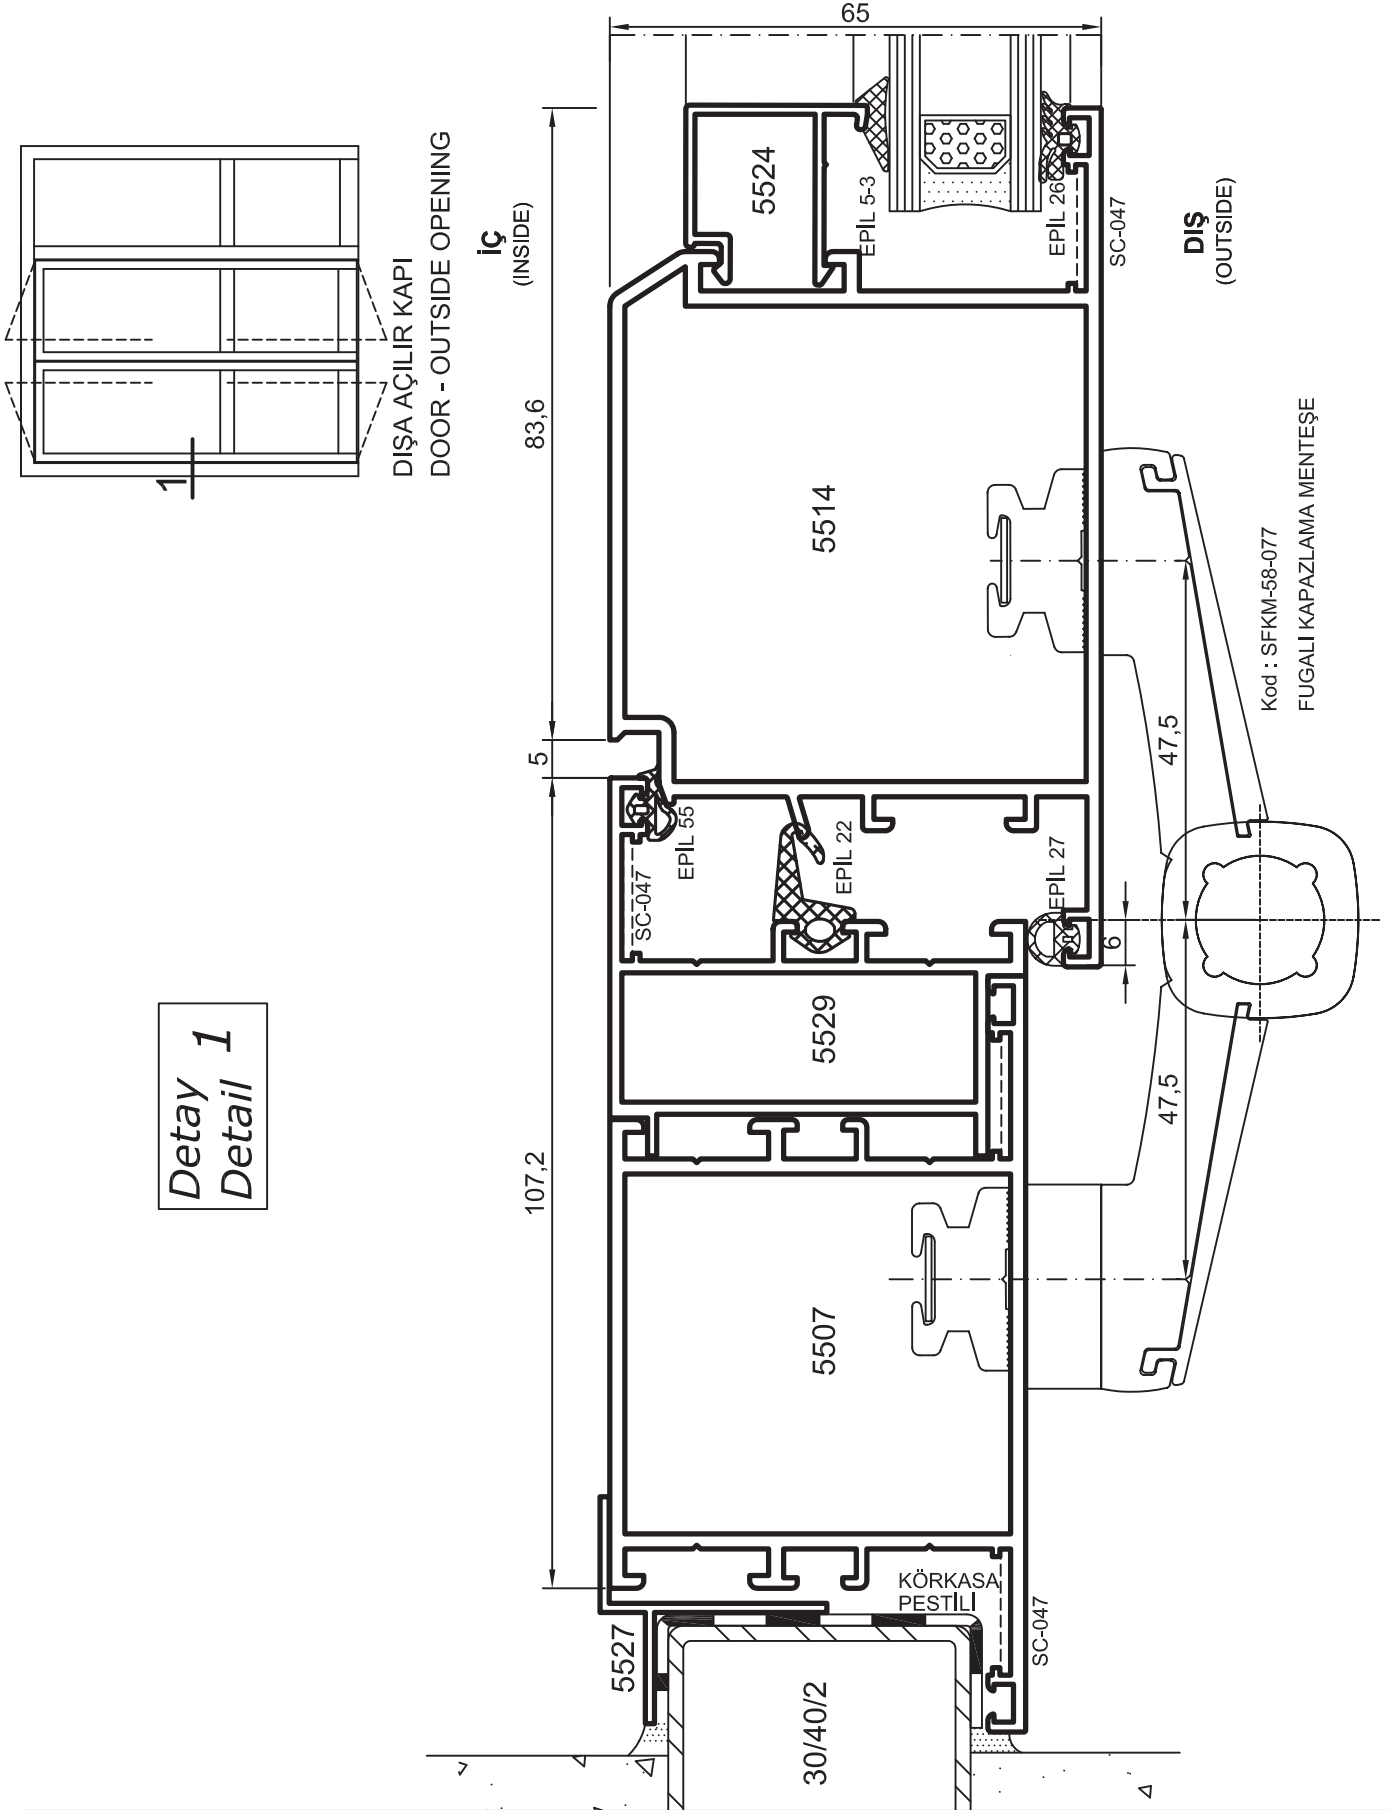 1
DIŞA AÇILIR KAPI
DOOR - OUTSIDE OPENING
Detay
Detail 1
İÇ
(INSIDE)
DIŞ
(OUTSIDE)
65
107,2
5
83,6
47,5
47,5
6
5527
30/40/2
KÖRKASA
PESTİLİ
SC-047
5507
5529
SC-047
EPİL 55
EPİL 22
EPİL 27
5514
5524
EPİL 5-3
EPİL 26
SC-047
Kod : SFKM-58-077
FUGALI KAPAZLAMA MENTEŞE